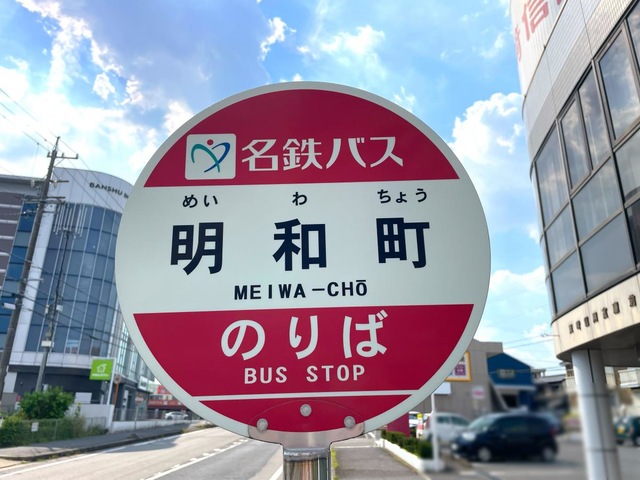 名鉄バス
めい わ ちょう
明和町
MEIWA-CHŌ
のりば
BUS STOP
BANSHU